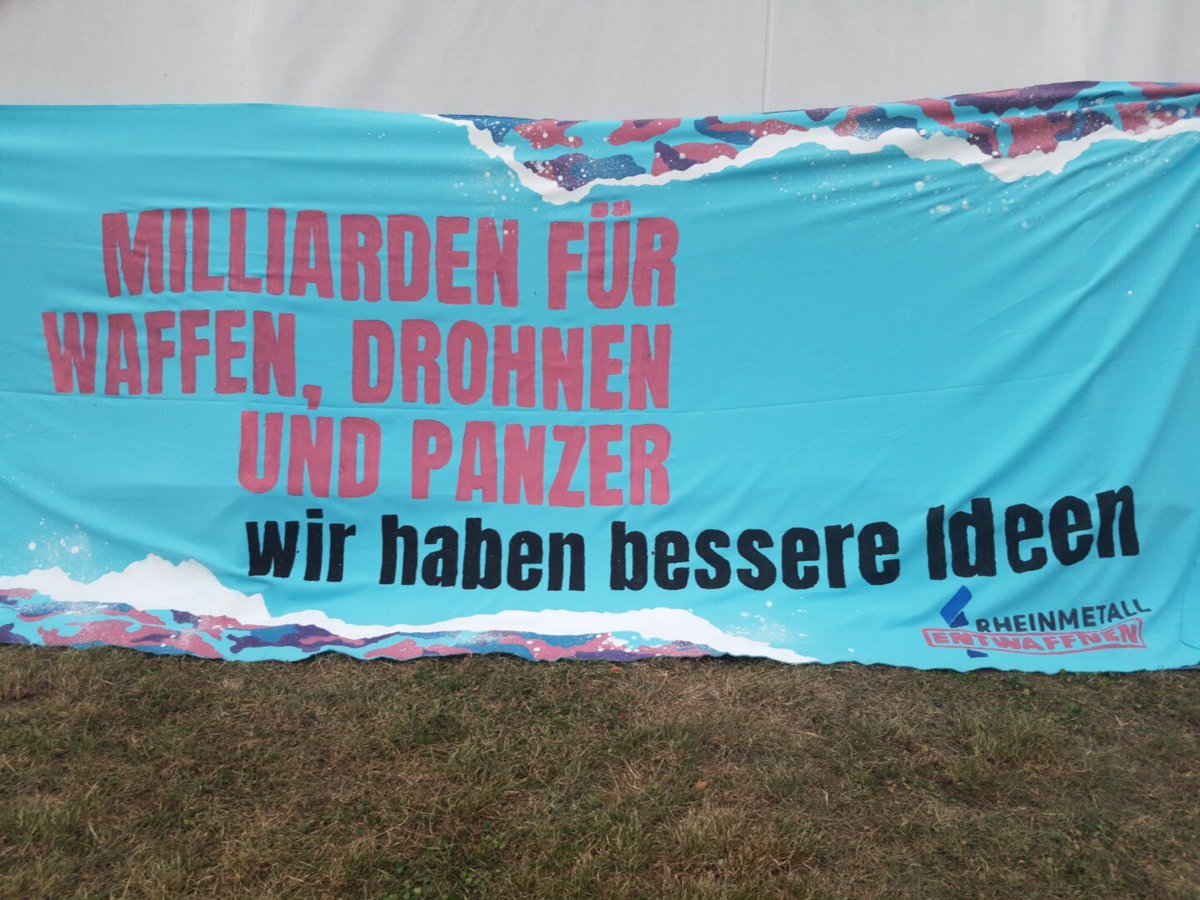 MILLIARDEN FÜR
WAFFEN, DROHNEN
UND PANZER
wir haben bessere Ideen
RHEINMETALL
ENTWAFFNEN